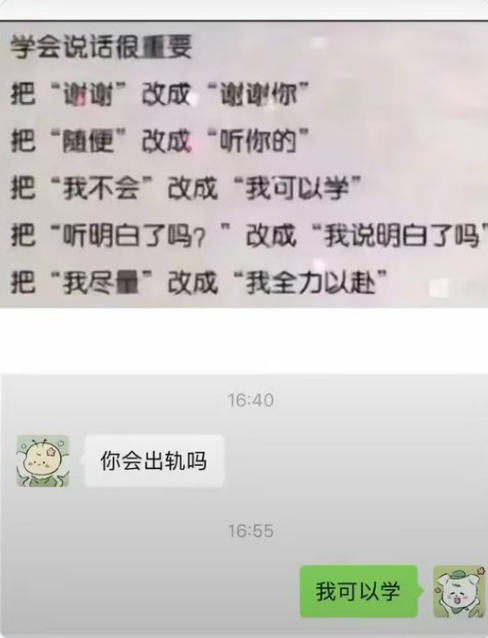 学会说话很重要
把“谢谢”改成“谢谢你”
把“随便”改成“听你的”
把“我不会”改成“我可以学”
把“听明白了吗？”改成“我说明白了吗”
把“我尽量”改成“我全力以赴”
16:40
你会出轨吗
16:55
我可以学